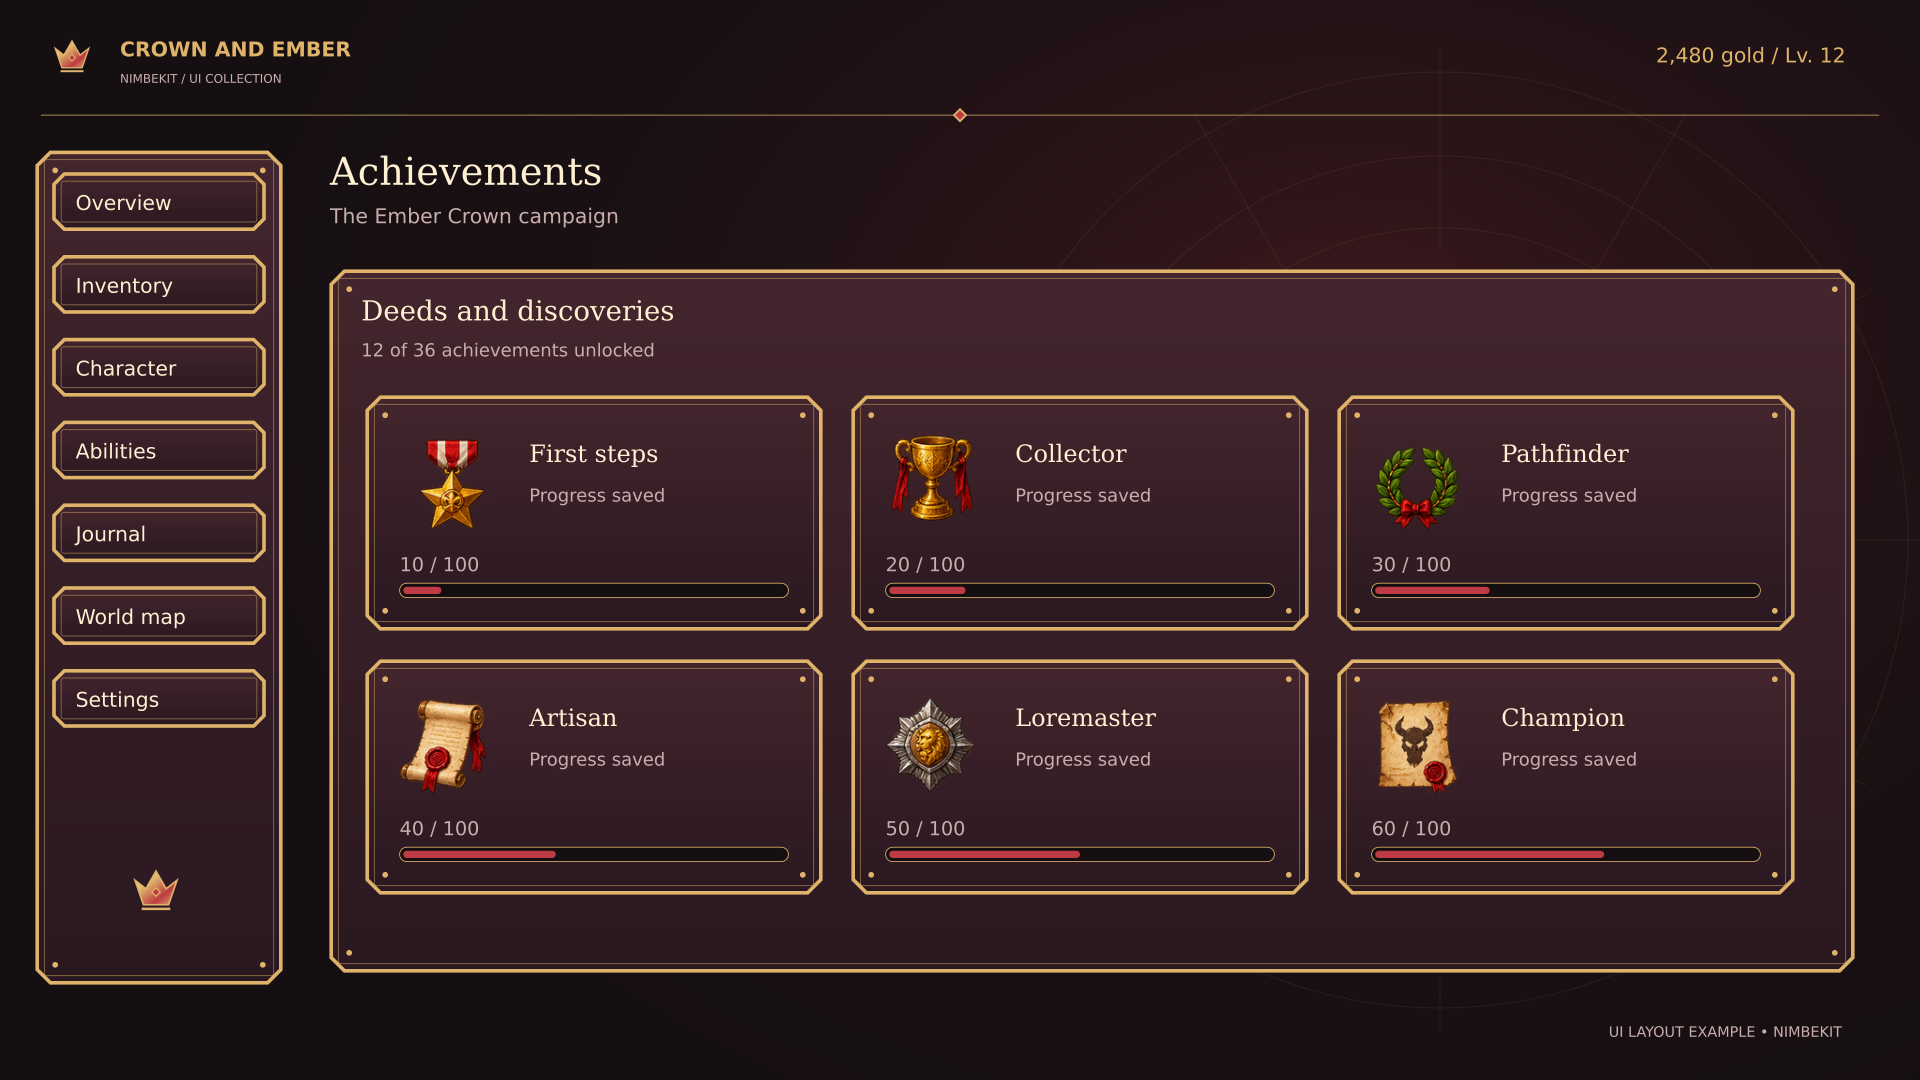 CROWN AND EMBER
NIMBEKIT / UI COLLECTION
2,480 gold / Lv. 12
Overview
Inventory
Character
Abilities
Journal
World map
Settings
Achievements
The Ember Crown campaign
Deeds and discoveries
12 of 36 achievements unlocked
First steps
Progress saved
10 / 100
Collector
Progress saved
20 / 100
Pathfinder
Progress saved
30 / 100
Artisan
Progress saved
40 / 100
Loremaster
Progress saved
50 / 100
Champion
Progress saved
60 / 100
UI LAYOUT EXAMPLE • NIMBEKIT